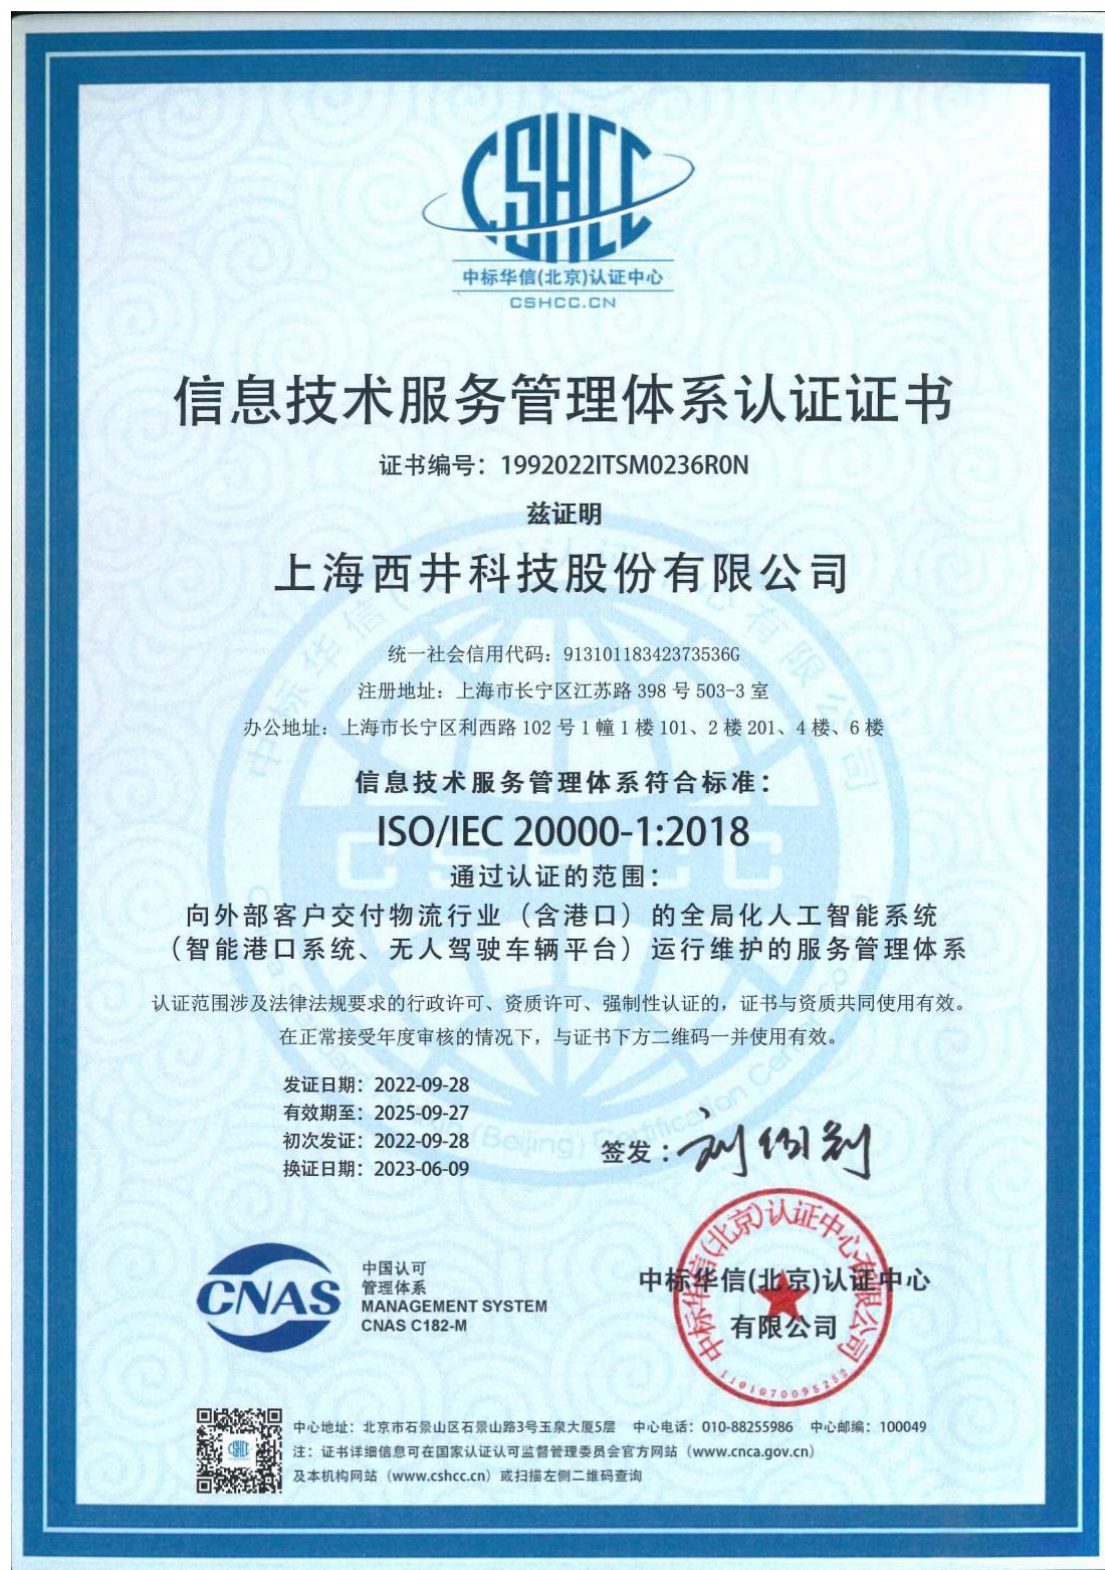 CSHCC
中标华信(北京)认证中心
CSHCC.CN
信息技术服务管理体系认证证书
证书编号：1992022ITSM0236R0N
兹证明
上海西井科技股份有限公司
统一社会信用代码：91310118342373536G
注册地址：上海市长宁区江苏路 398 号 503-3 室
办公地址：上海市长宁区利西路 102 号 1 幢 1 楼 101、2 楼 201、4 楼、6 楼
信息技术服务管理体系符合标准：
ISO/IEC 20000-1:2018
通过认证的范围：
向外部客户交付物流行业（含港口）的全局化人工智能系统
（智能港口系统、无人驾驶车辆平台）运行维护的服务管理体系
认证范围涉及法律法规要求的行政许可、资质许可、强制性认证的，证书与资质共同使用有效。
在正常接受年度审核的情况下，与证书下方二维码一并使用有效。
发证日期：2022-09-28
有效期至：2025-09-27
初次发证：2022-09-28
换证日期：2023-06-09
签发：
CNAS
中国认可
管理体系
MANAGEMENT SYSTEM
CNAS C182-M
中标华信(北京)认证中心
有限公司
中标华信(北京)认证中心有限公司
1101070095252
中心地址：北京市石景山区石景山路3号玉泉大厦5层 中心电话：010-88255986 中心邮编：100049
注：证书详细信息可在国家认证认可监督管理委员会官方网站（www.cnca.gov.cn）
及本机构网站（www.cshcc.cn）或扫描左侧二维码查询